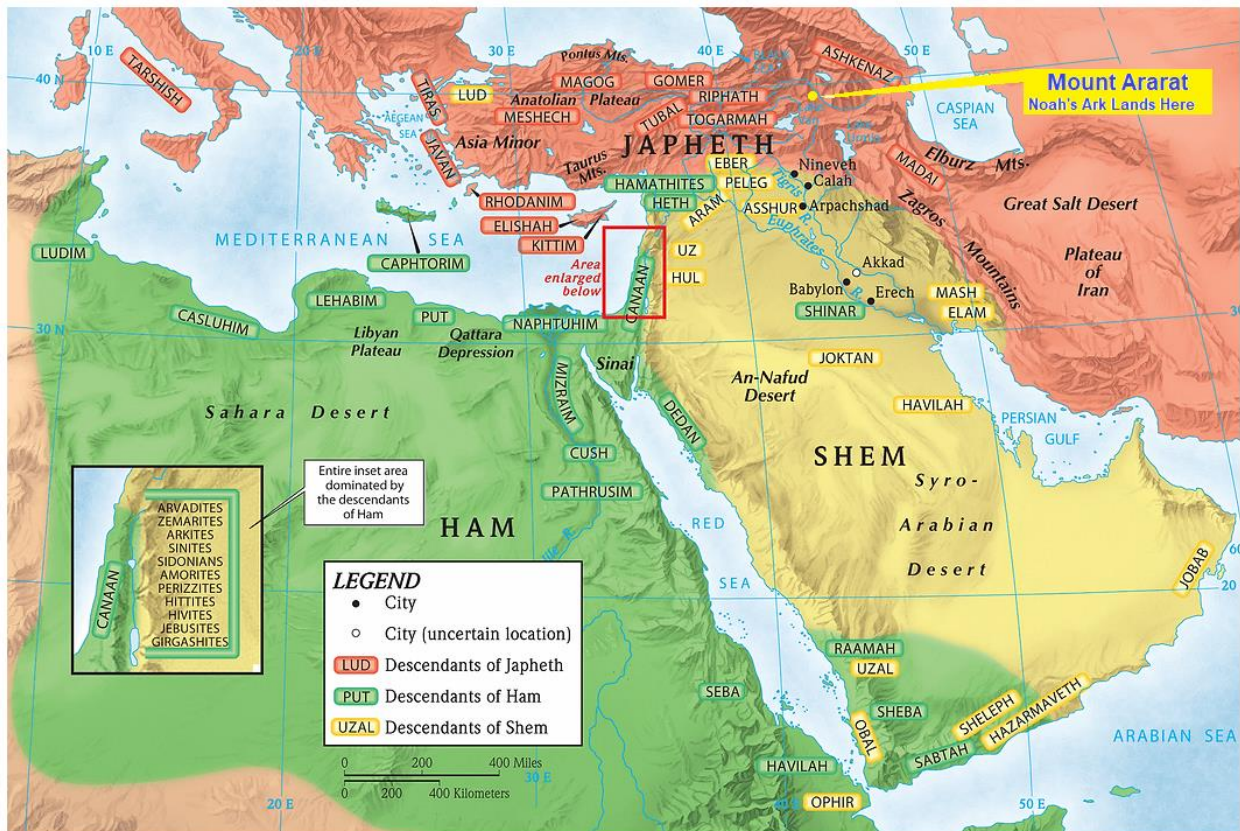 10 E
30 E
40 E
50 E
40 N
TARSHISH
TIRAS
LUD
Pontus Mts.
MAGOG
GOMER
ASHKENAZ
Mount Ararat
Noah's Ark Lands Here
Anatolian Plateau
MESHECH
TUBAL
RIPHATH
TOGARMAH
CASPIAN
SEA
AEGEAN
SEA
Asia Minor
JAVAN
JAPHETH
Taurus
Mts.
EBER
PELEG
Nineveh
Calah
MADAI
Elburz Mts.
RHODANIM
HAMATHITES
HETH
ARAM
Tigris R.
ASSHUR
Arpachshad
Zagros
Mountains
Great Salt Desert
ELISHAH
KITTIM
MEDITERRANEAN SEA
LUDIM
CAPHTORIM
Area
enlarged
below
CANAAN
UZ
HUL
Euphrates
R.
Akkad
Babylon
Erech
SHINAR
MASH
ELAM
Plateau
of
Iran
LEHABIM
CASLUHIM
PUT
NAPHTUHIM
30 N
30
Libyan
Plateau
Qattara
Depression
Sinai
JOKTAN
An-Nafud
Desert
HAVILAH
PERSIAN
GULF
Sahara Desert
MIZRAIM
DEDAN
CUSH
PATHRUSIM
SHEM
Syro-
Arabian
Desert
HAM
RED
SEA
JOBAB
60
20
Entire inset area
dominated by
the descendants
of Ham
ARVADITES
ZEMARITES
ARKITES
SINITES
SIDONIANS
AMORITES
PERIZZITES
HITTITES
HIVITES
JEBUSITES
GIRGASHITES
CANAAN
LEGEND
City
City (uncertain location)
LUD Descendants of Japheth
PUT Descendants of Ham
UZAL Descendants of Shem
0 200 400 Miles
0 200 400 Kilometers
RAAMAH
UZAL
SEBA
SHEBA
OBAL
SHELEPH
HAZARMAVETH
SABTAH
ARABIAN SEA
HAVILAH
OPHIR
20 E
30 E
40 E
50 E